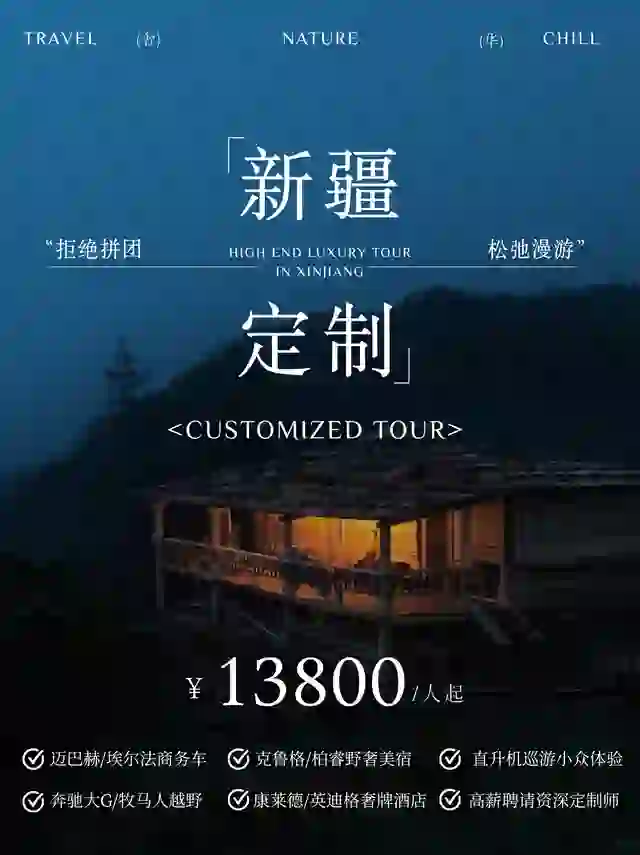 TRAVEL NATURE (华) CHILL
「新疆
“拒绝拼团 HIGH END LUXURY TOUR 松弛漫游”
IN XINJIANG
定制」
<CUSTOMIZED TOUR>
¥ 13800/人起
迈巴赫/埃尔法商务车 克鲁格/柏睿野奢美宿 直升机巡游小众体验
奔驰大G/牧马人越野 康莱德/英迪格奢牌酒店 高薪聘请资深定制师